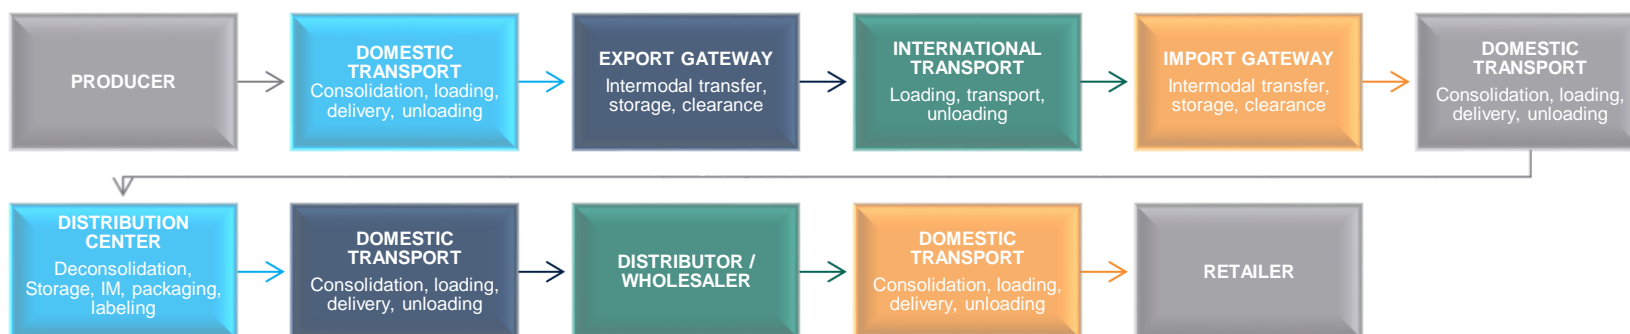 PRODUCER
DOMESTIC
TRANSPORT
Consolidation, loading,
delivery, unloading
EXPORT GATEWAY
Intermodal transfer,
storage, clearance
INTERNATIONAL
TRANSPORT
Loading, transport,
unloading
IMPORT GATEWAY
Intermodal transfer,
storage, clearance
DOMESTIC
TRANSPORT
Consolidation, loading,
delivery, unloading
DISTRIBUTION
CENTER
Deconsolidation,
Storage, IM, packaging,
labeling
DOMESTIC
TRANSPORT
Consolidation, loading,
delivery, unloading
DISTRIBUTOR /
WHOLESALER
DOMESTIC
TRANSPORT
Consolidation, loading,
delivery, unloading
RETAILER